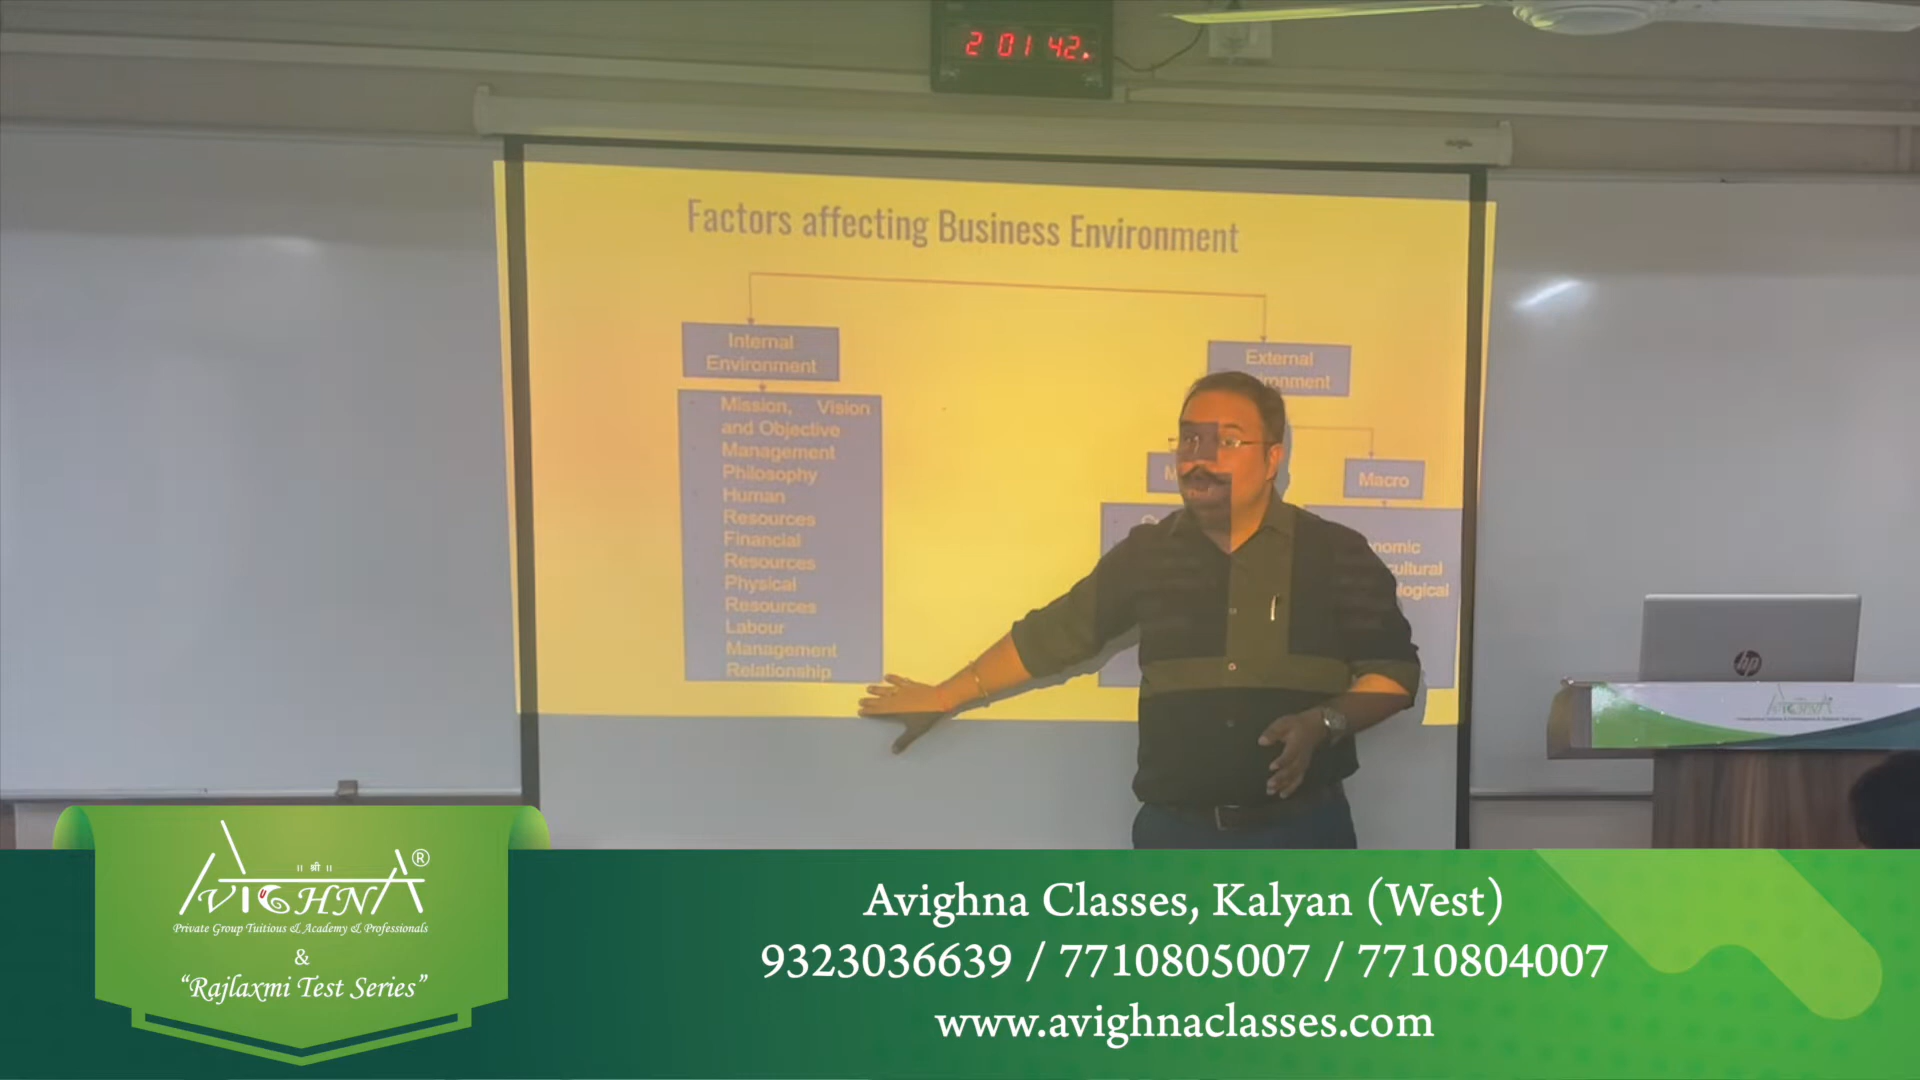 2 01 42
Factors affecting Business Environment
Internal
Environment
External
Mission, Vision
and Objective
Management
Philosophy
Human
Resources
Financial
Resources
Physical
Resources
Labour
Management
Relationship
Macro
hp
|| श्री ||
AVIGHNA®
Private Group Tuitious & Academy & Professionals
&
“Rajlaxmi Test Series”
Avighna Classes, Kalyan (West)
9323036639 / 7710805007 / 7710804007
www.avighnaclasses.com